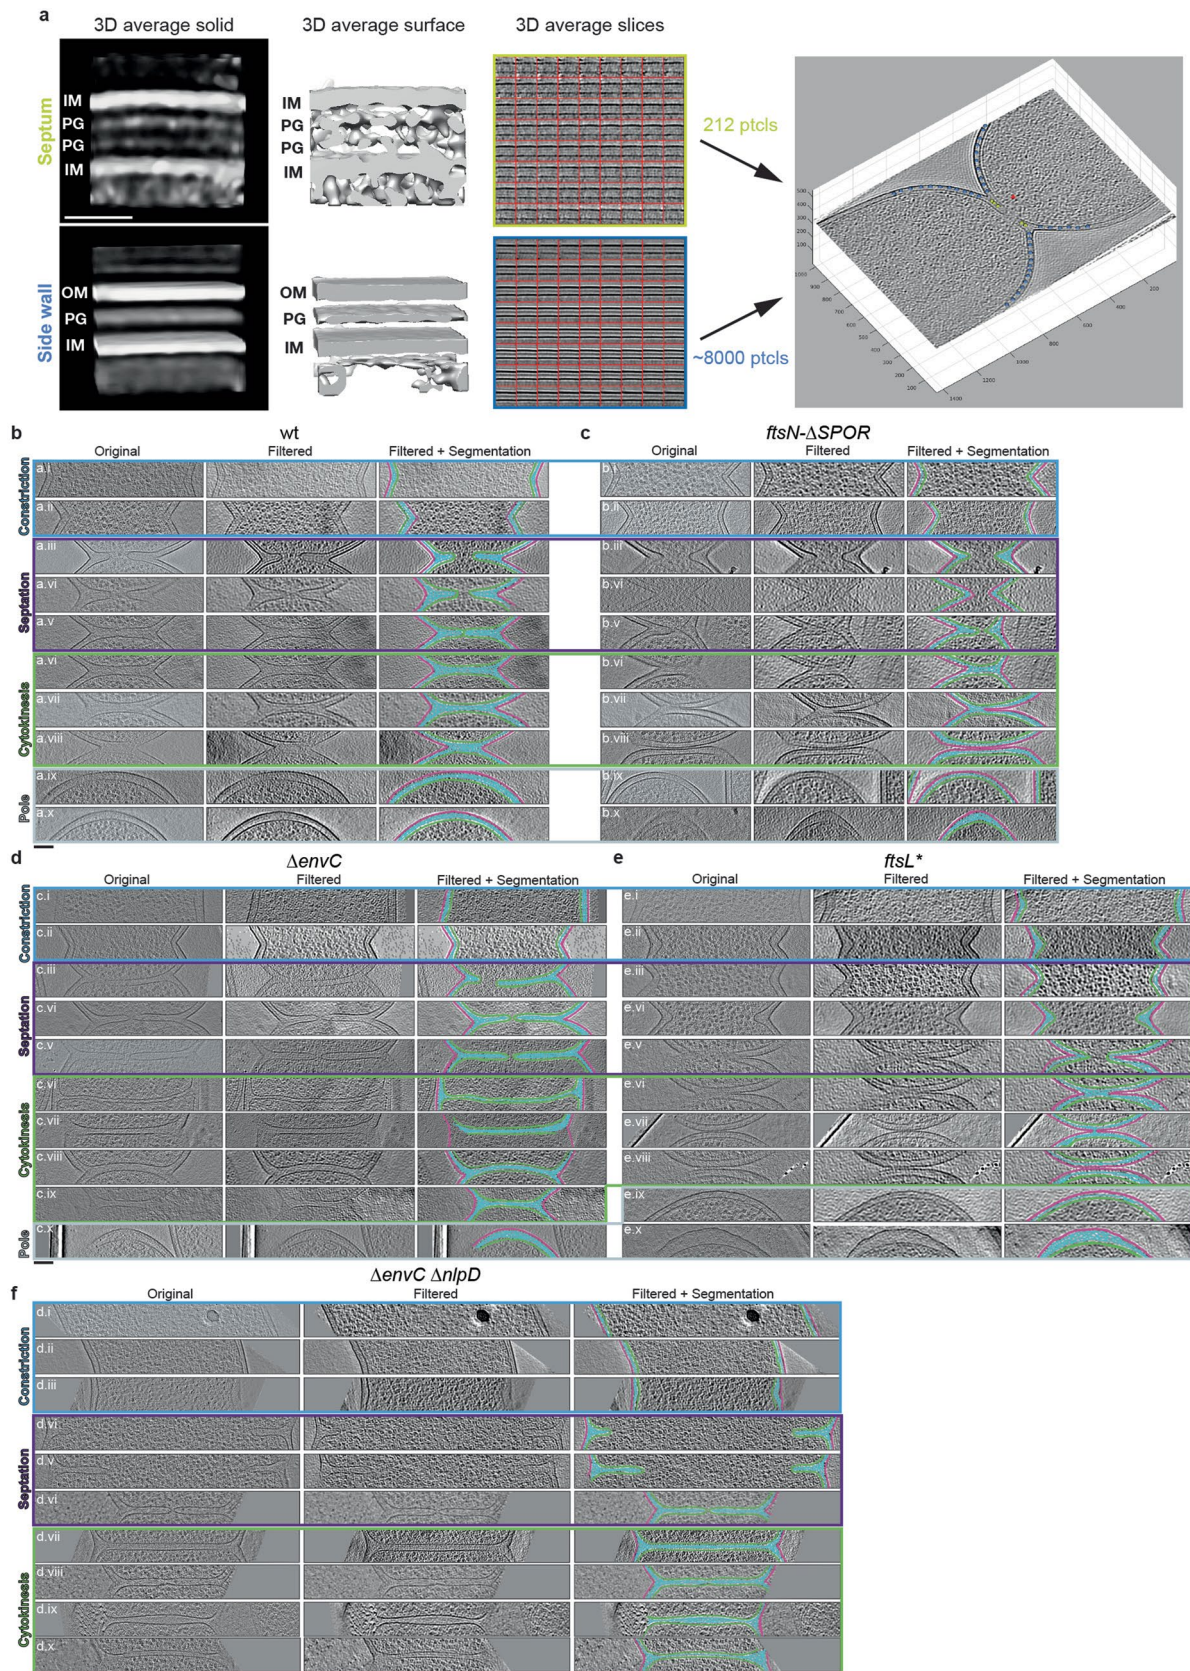 a
3D average solid 3D average surface 3D average slices
Septum
IM
PG
PG
IM
IM
PG
PG
IM
212 ptcls
Side wall
OM
PG
IM
OM
PG
IM
~8000 ptcls
b wt
Original Filtered Filtered + Segmentation
Constriction
a.i
a.ii
Septation
a.iii
a.vi
a.v
Cytokinesis
a.vi
a.vii
a.viii
Pole
a.ix
a.x
c ftsN-ΔSPOR
Original Filtered Filtered + Segmentation
b.i
b.ii
b.iii
b.vi
b.v
b.vi
b.vii
b.viii
b.ix
b.x
d ΔenvC
Original Filtered Filtered + Segmentation
Constriction
c.i
c.ii
Septation
c.iii
c.vi
c.v
Cytokinesis
c.vi
c.vii
c.viii
c.ix
Pole
c.x
e ftsL*
Original Filtered Filtered + Segmentation
e.i
e.ii
e.iii
e.vi
e.v
e.vi
e.vii
e.viii
e.ix
e.x
f ΔenvC ΔnlpD
Original Filtered Filtered + Segmentation
Constriction
d.i
d.ii
d.iii
Septation
d.vi
d.v
d.vi
Cytokinesis
d.vii
d.viii
d.ix
d.x